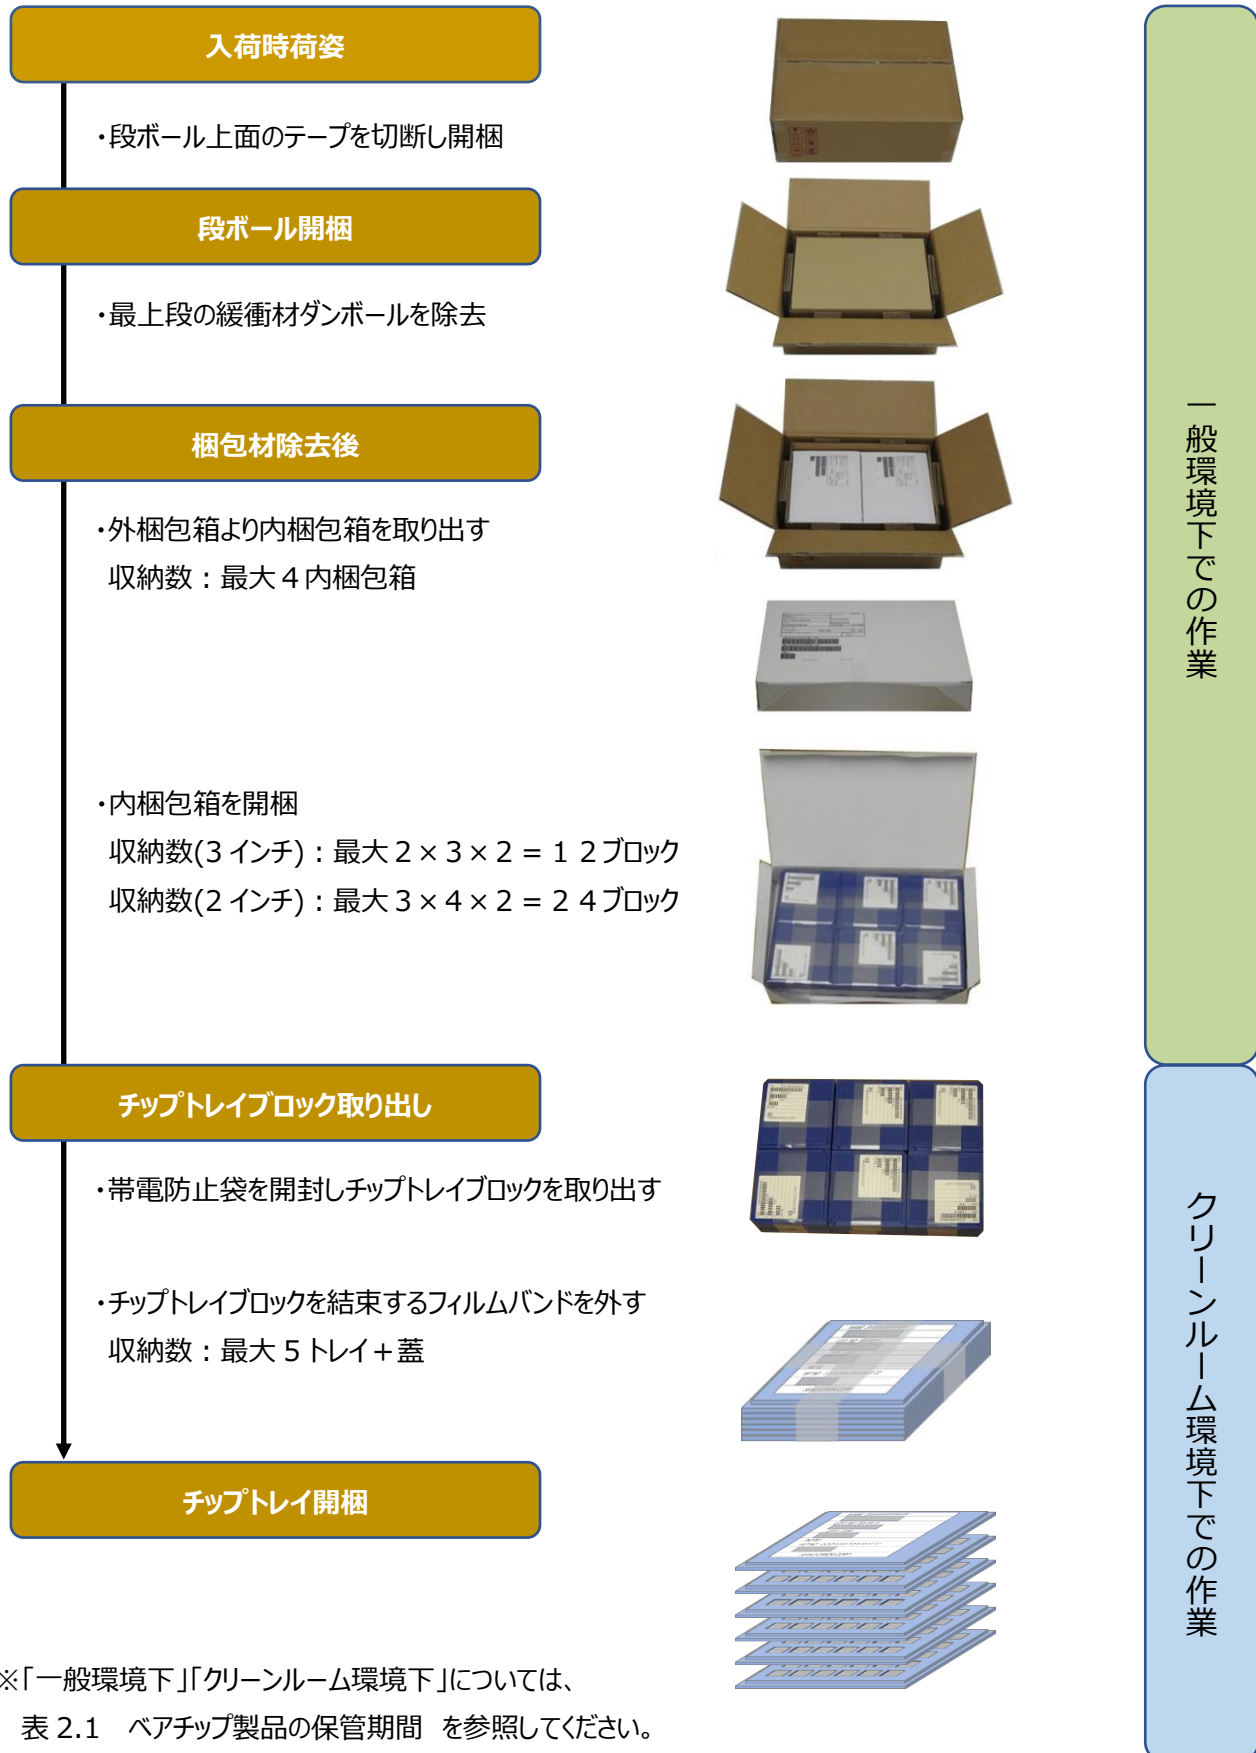 入荷時荷姿
・段ボール上面のテープを切断し開梱
段ボール開梱
・最上段の緩衝材ダンボールを除去
梱包材除去後
・外梱包箱より内梱包箱を取り出す
収納数：最大４内梱包箱
・内梱包箱を開梱
収納数(3 インチ)：最大２×３×２＝１２ブロック
収納数(2 インチ)：最大３×４×２＝２４ブロック
チップトレイブロック取り出し
・帯電防止袋を開封しチップトレイブロックを取り出す
・チップトレイブロックを結束するフィルムバンドを外す
収納数：最大 5 トレイ＋蓋
チップトレイ開梱
一般環境下での作業
クリーンルーム環境下での作業
※「一般環境下」「クリーンルーム環境下」については、
表 2.1　ベアチップ製品の保管期間　を参照してください。